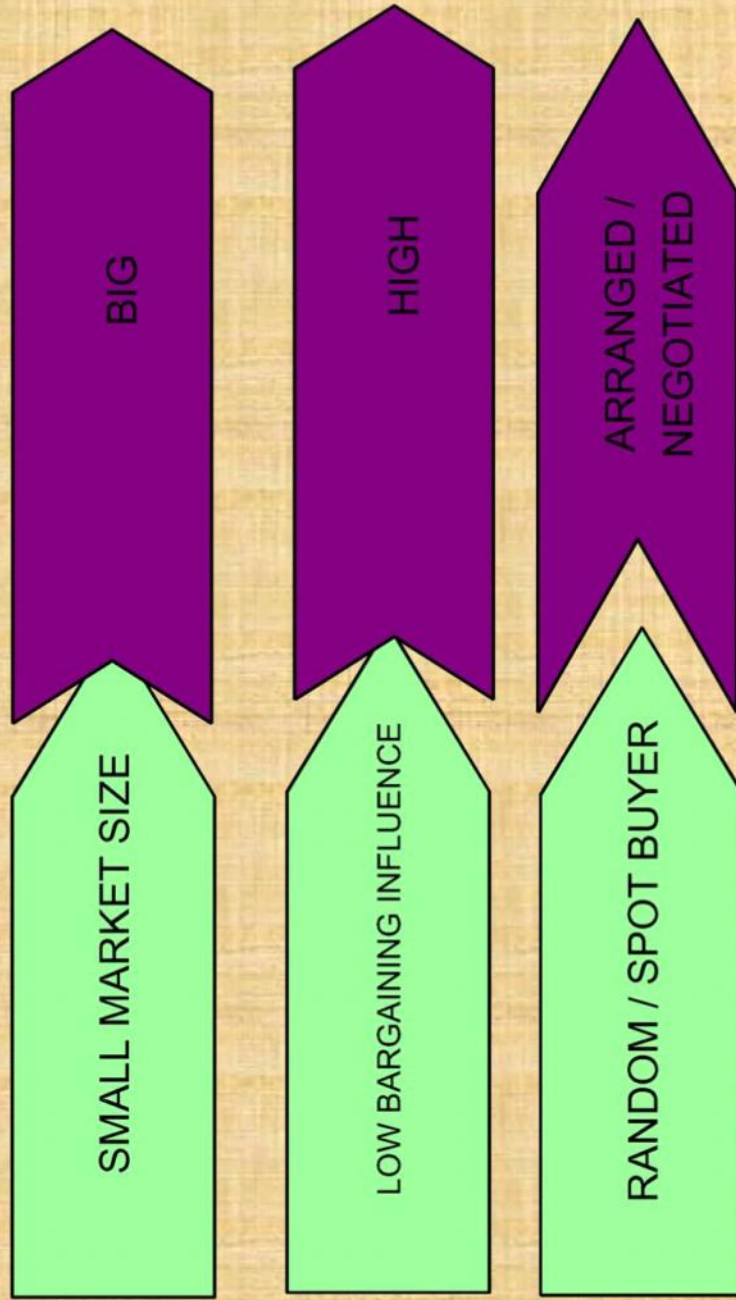 SMALL MARKET SIZE
BIG
LOW BARGAINING INFLUENCE
HIGH
RANDOM / SPOT BUYER
ARRANGED /
NEGOTIATED